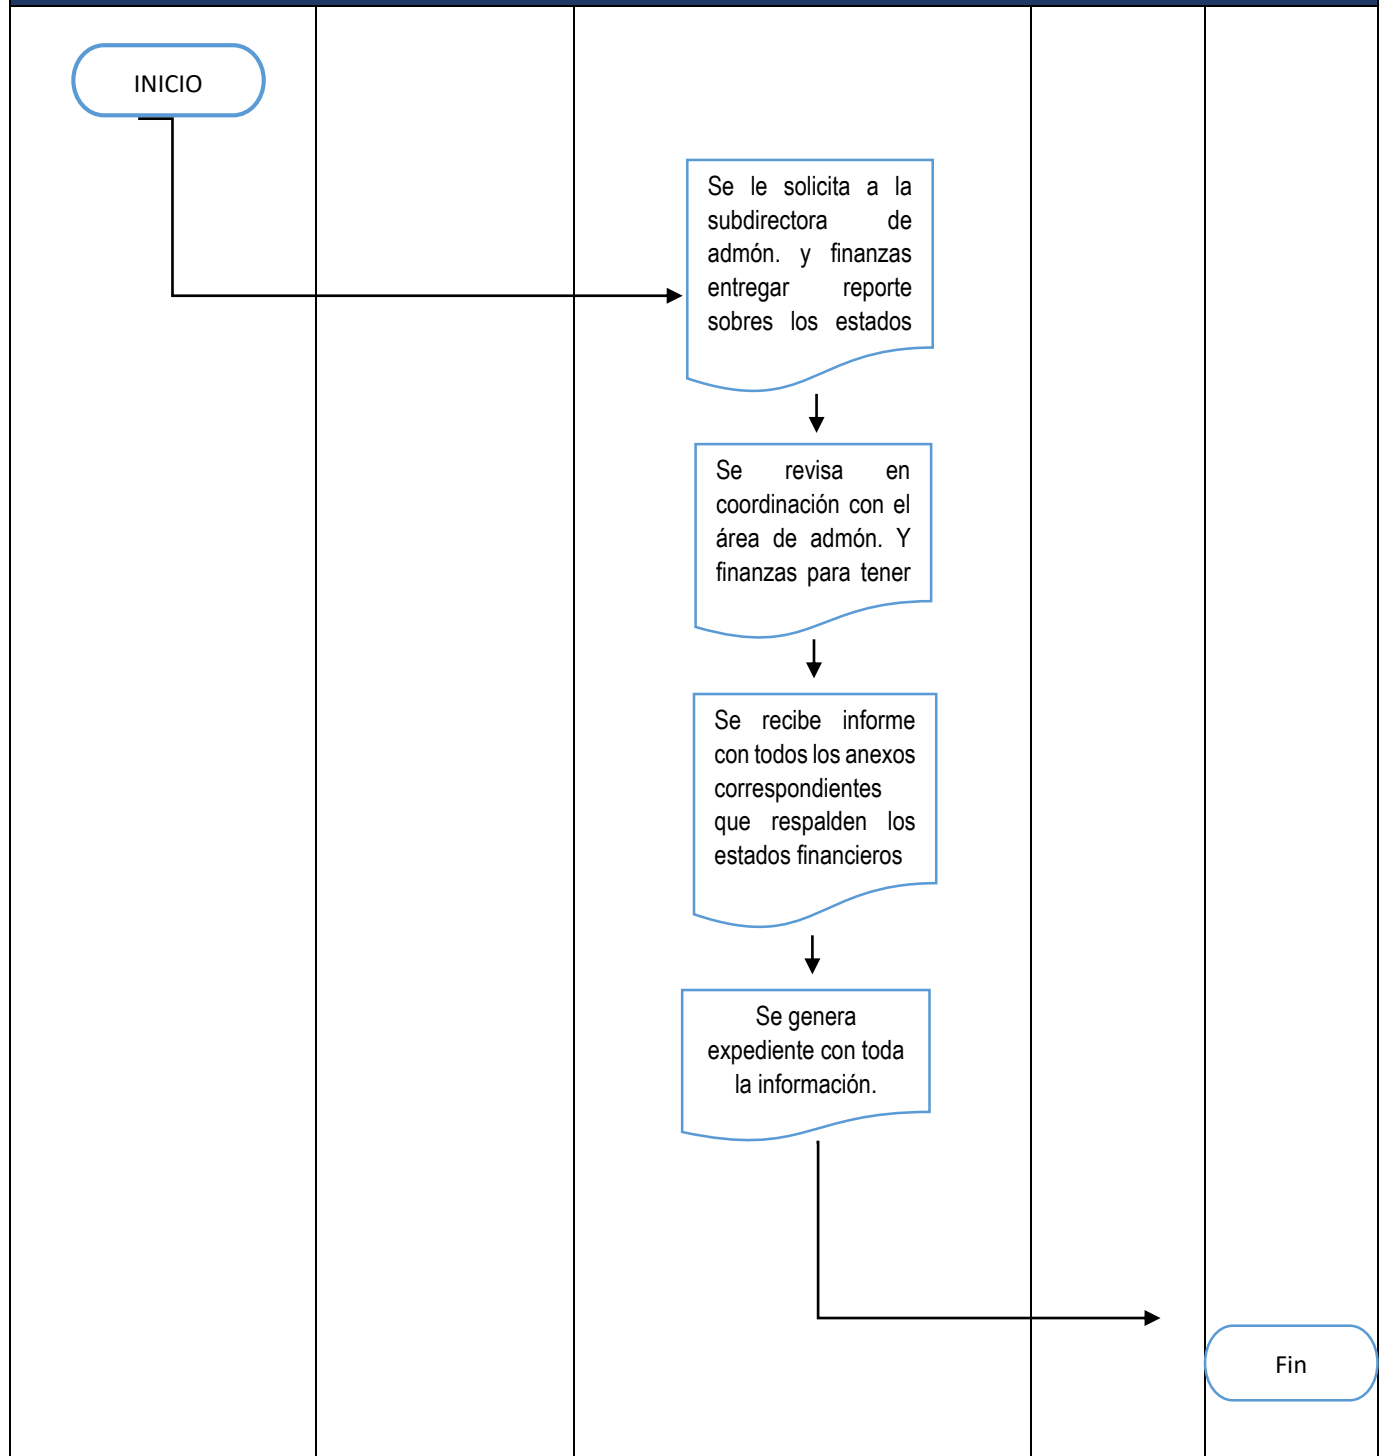 INICIO
Se le solicita a la
subdirectora de
admón. y finanzas
entregar reporte
sobres los estados
Se revisa en
coordinación con el
área de admón. Y
finanzas para tener
Se recibe informe
con todos los anexos
correspondientes
que respalden los
estados financieros
Se genera
expediente con toda
la información.
Fin